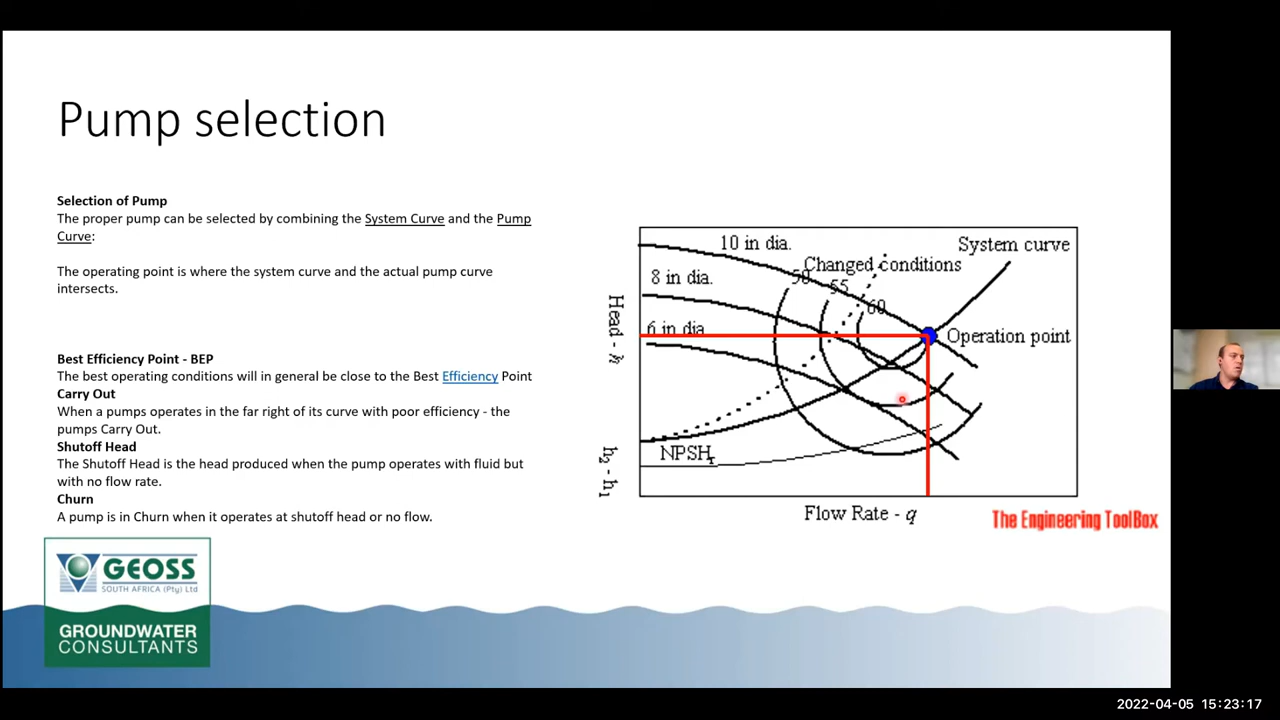 Pump selection
Selection of Pump
The proper pump can be selected by combining the System Curve and the Pump
Curve:
The operating point is where the system curve and the actual pump curve
intersects.
Best Efficiency Point - BEP
The best operating conditions will in general be close to the Best Efficiency Point
Carry Out
When a pumps operates in the far right of its curve with poor efficiency - the
pumps Carry Out.
Shutoff Head
The Shutoff Head is the head produced when the pump operates with fluid but
with no flow rate.
Churn
A pump is in Churn when it operates at shutoff head or no flow.
10 in dia.
System curve
Changed conditions
8 in dia.
50
55
60
6 in dia
Operation point
Head - h
h2 - h1
NPSHr
Flow Rate - q
The Engineering ToolBox
GEOSS
SOUTH AFRICA (Pty) Ltd
GROUNDWATER
CONSULTANTS
2022-04-05 15:23:17